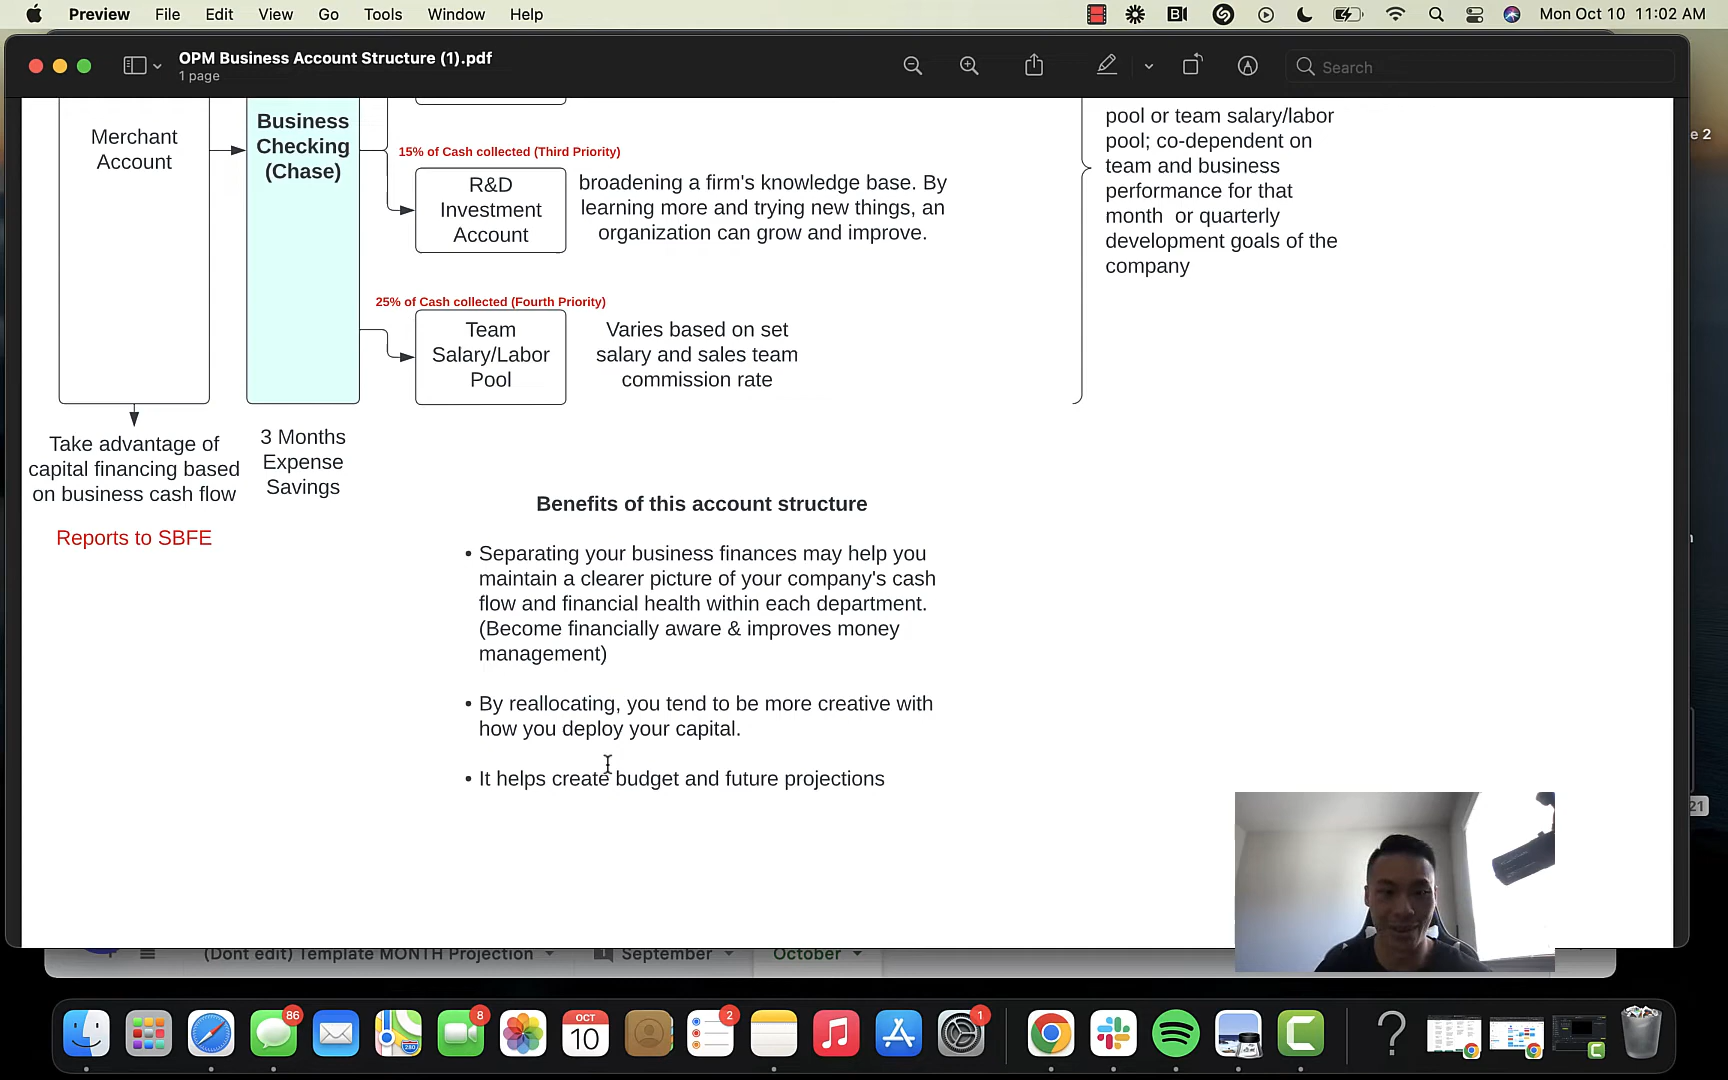 Preview File Edit View Go Tools Window Help
Mon Oct 10 11:02 AM
OPM Business Account Structure (1).pdf
1 page
Search
Merchant
Account
Business
Checking
(Chase)
15% of Cash collected (Third Priority)
R&D
Investment
Account
broadening a firm's knowledge base. By
learning more and trying new things, an
organization can grow and improve.
25% of Cash collected (Fourth Priority)
Team
Salary/Labor
Pool
Varies based on set
salary and sales team
commission rate
pool or team salary/labor
pool; co-dependent on
team and business
performance for that
month or quarterly
development goals of the
company
Take advantage of
capital financing based
on business cash flow
Reports to SBFE
3 Months
Expense
Savings
Benefits of this account structure
• Separating your business finances may help you
maintain a clearer picture of your company's cash
flow and financial health within each department.
(Become financially aware & improves money
management)
• By reallocating, you tend to be more creative with
how you deploy your capital.
• It helps create budget and future projections
e 2
21
(Dont edit) Template MONTH Projection September October
86
8
OCT
10
2
1
280